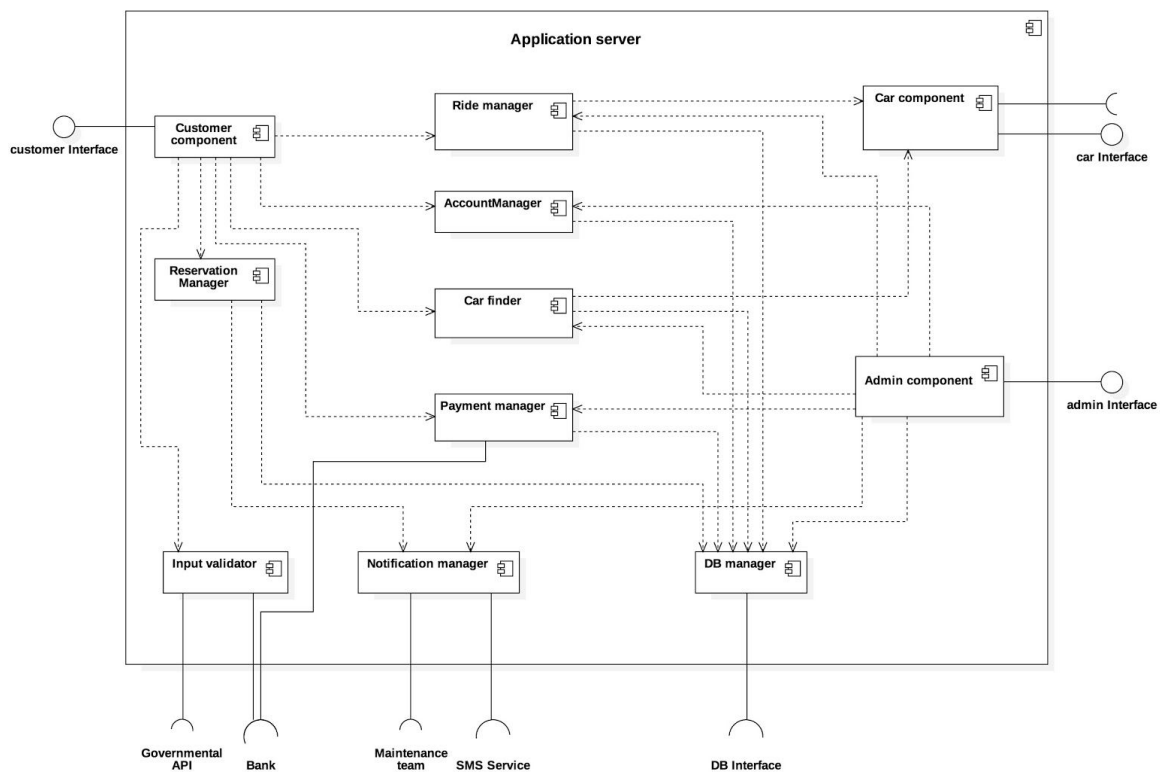 Application server
Ride manager
Car component
Customer
component
customer Interface
car Interface
AccountManager
Reservation
Manager
Car finder
Admin component
Payment manager
admin Interface
Input validator
Notification manager
DB manager
Governmental
API
Bank
Maintenance
team
SMS Service
DB Interface